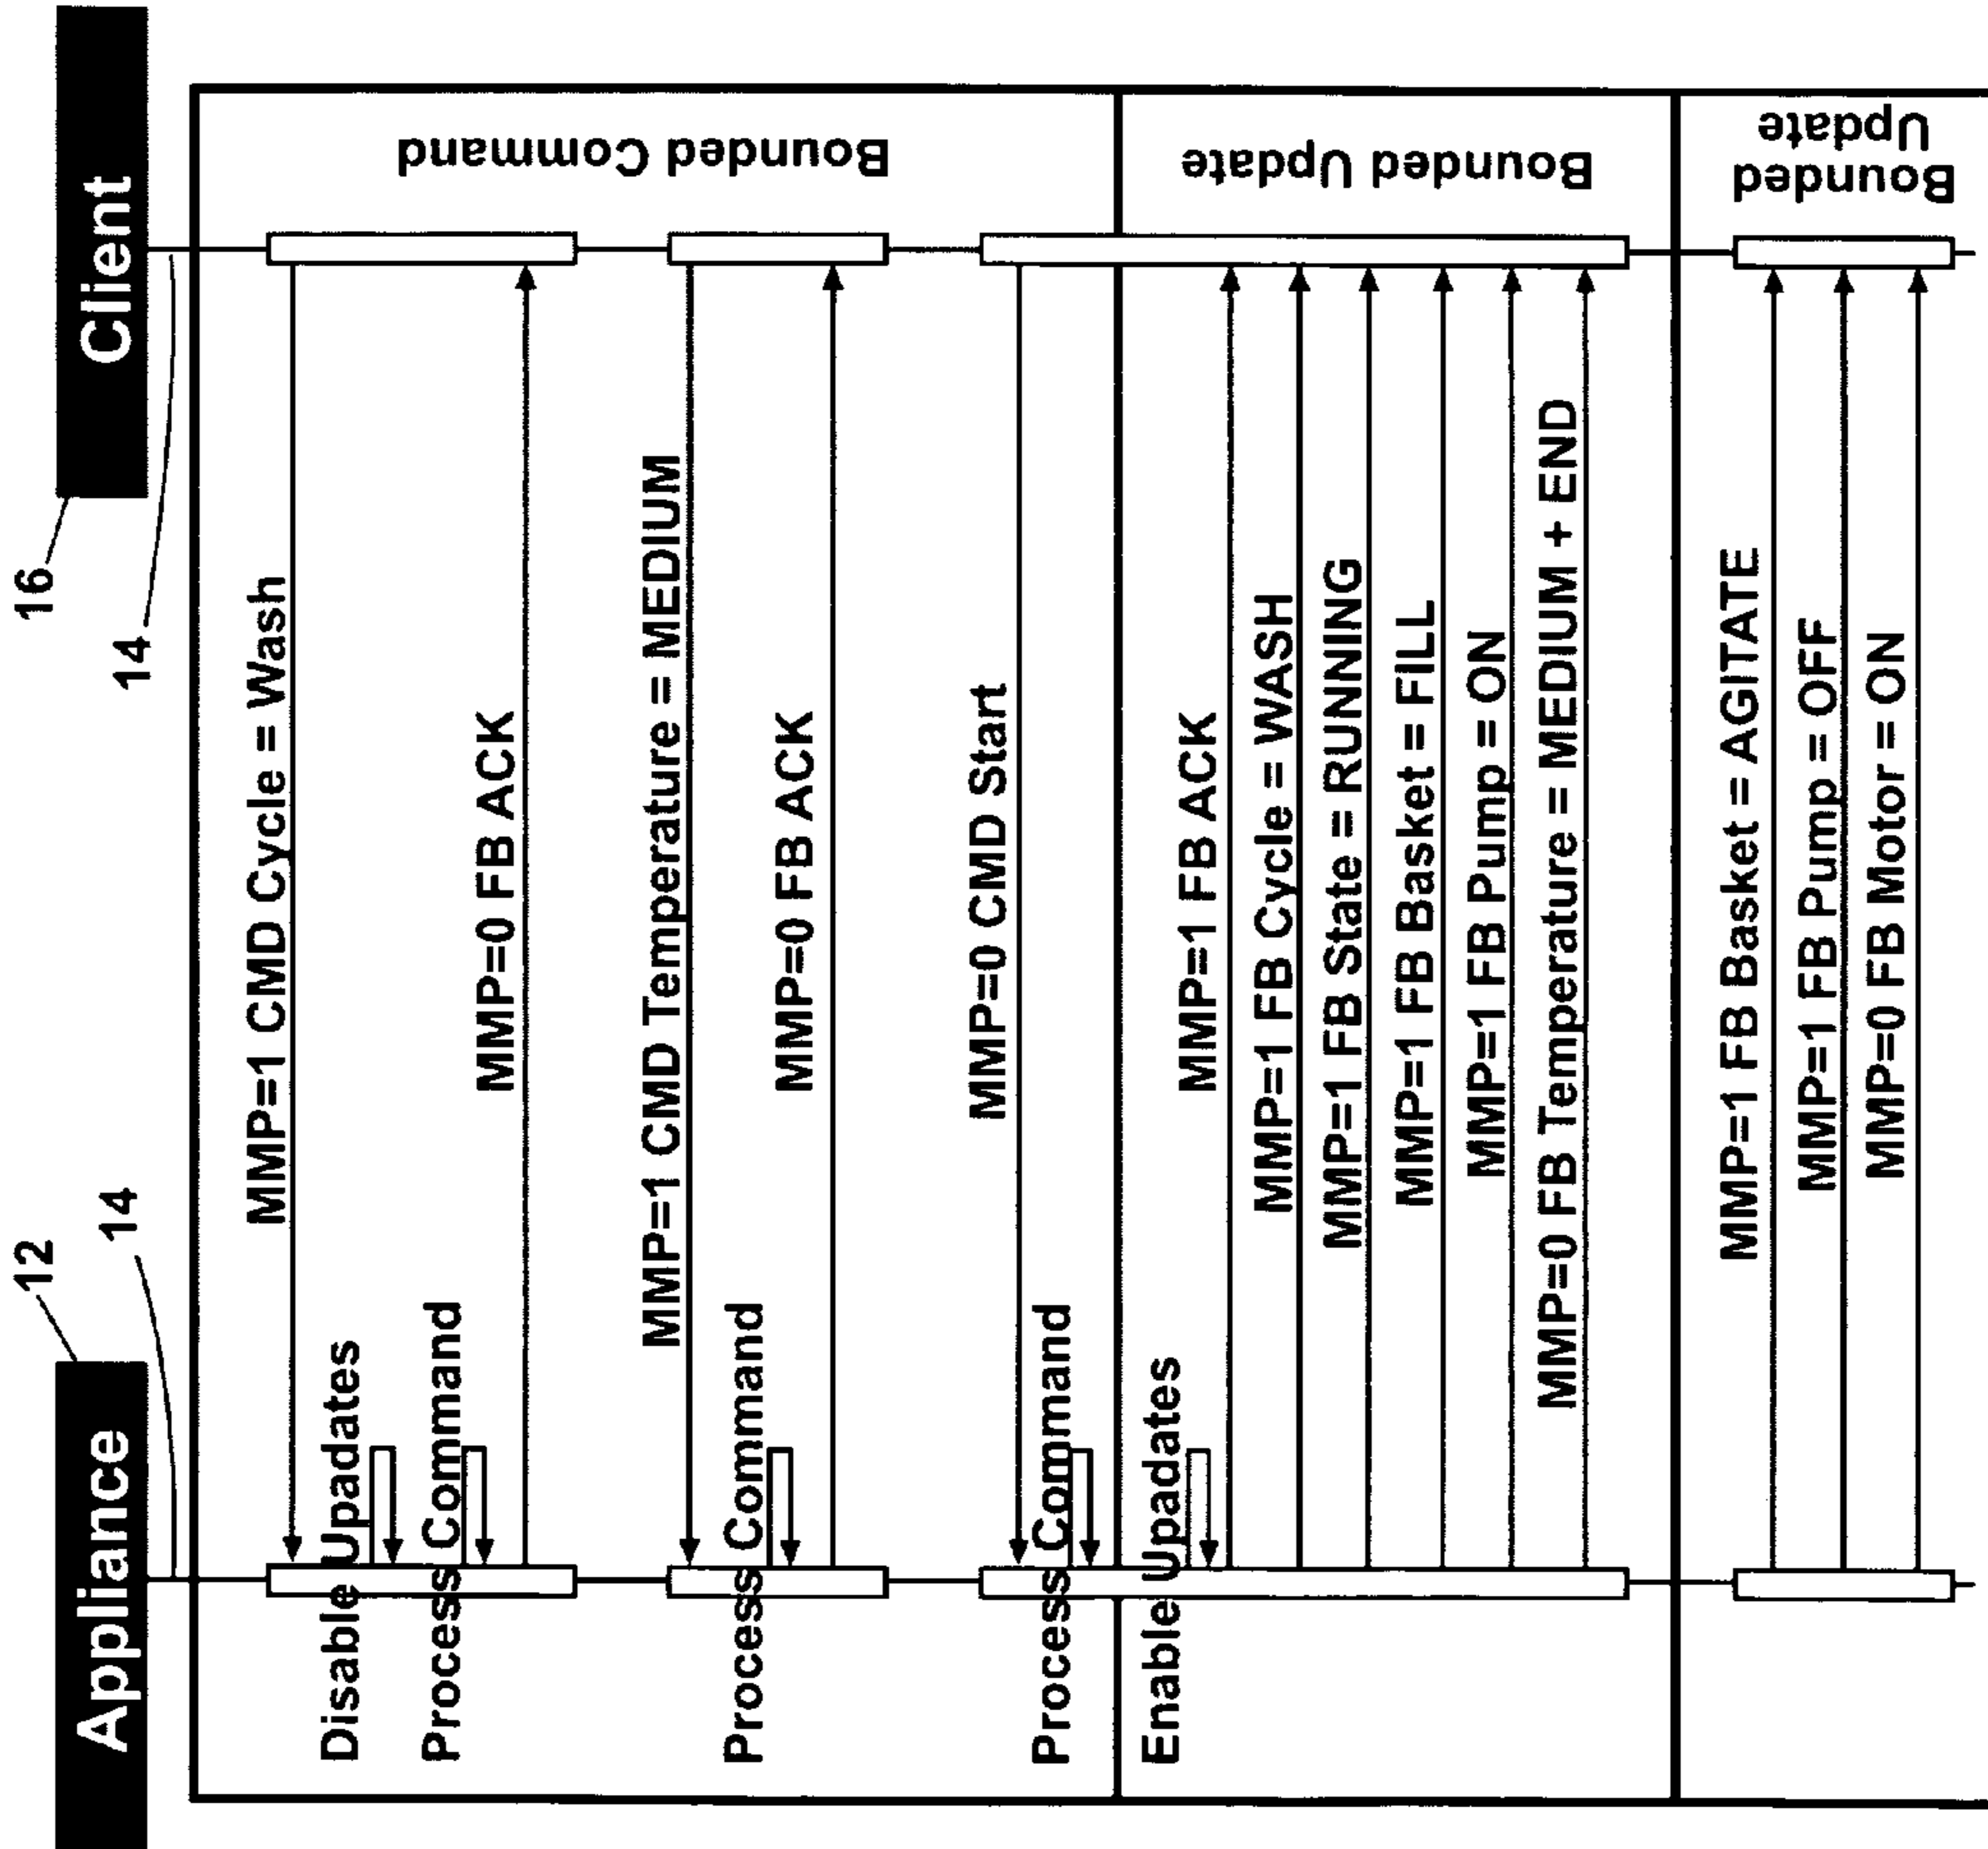 Appliance
12
14
16
14
Client
MMP=1 CMD Cycle = Wash
Disable Upadates
Process Command
MMP=0 FB ACK
MMP=1 CMD Temperature = MEDIUM
Process Command
MMP=0 FB ACK
MMP=0 CMD Start
Process Command
Bounded Command
Enable Upadates
MMP=1 FB ACK
MMP=1 FB Cycle = WASH
MMP=1 FB State = RUNNING
MMP=1 FB Basket = FILL
MMP=1 FB Pump = ON
MMP=0 FB Temperature = MEDIUM + END
Bounded Update
MMP=1 FB Basket = AGITATE
MMP=1 FB Pump = OFF
MMP=0 FB Motor = ON
Bounded
Update